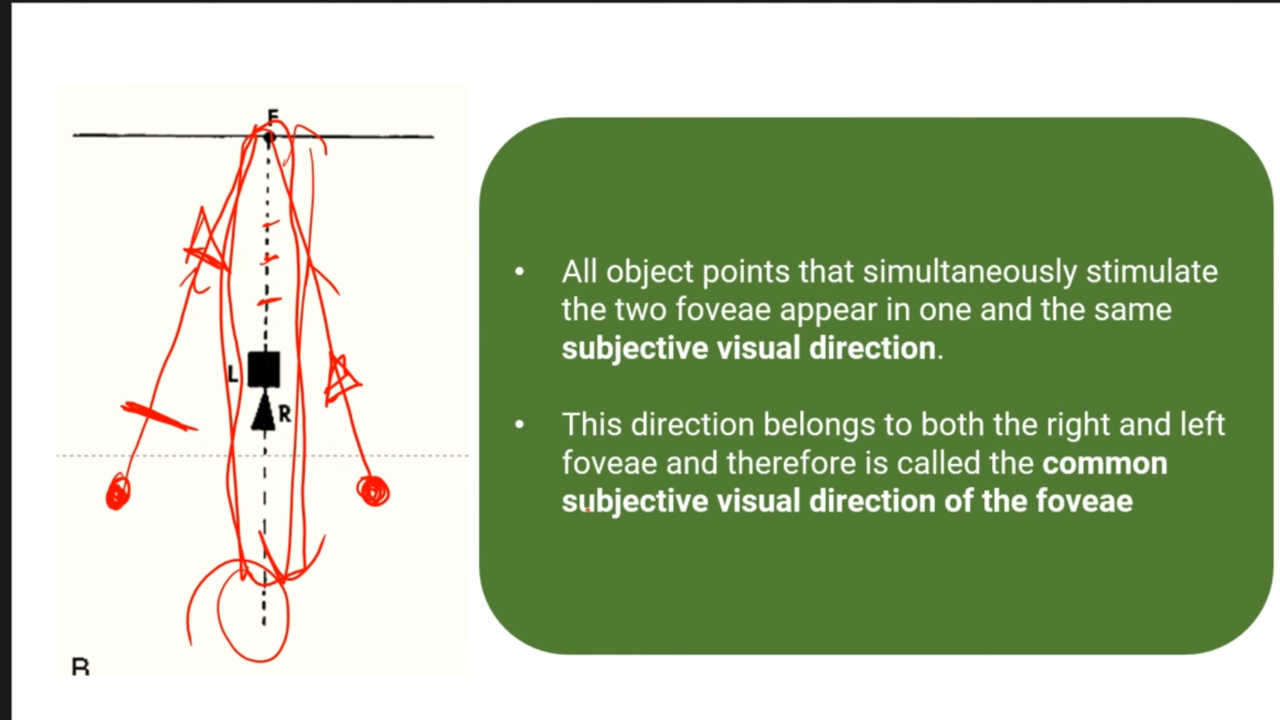 F
L
R
B
• All object points that simultaneously stimulate
the two foveae appear in one and the same
subjective visual direction.
• This direction belongs to both the right and left
foveae and therefore is called the common
subjective visual direction of the foveae